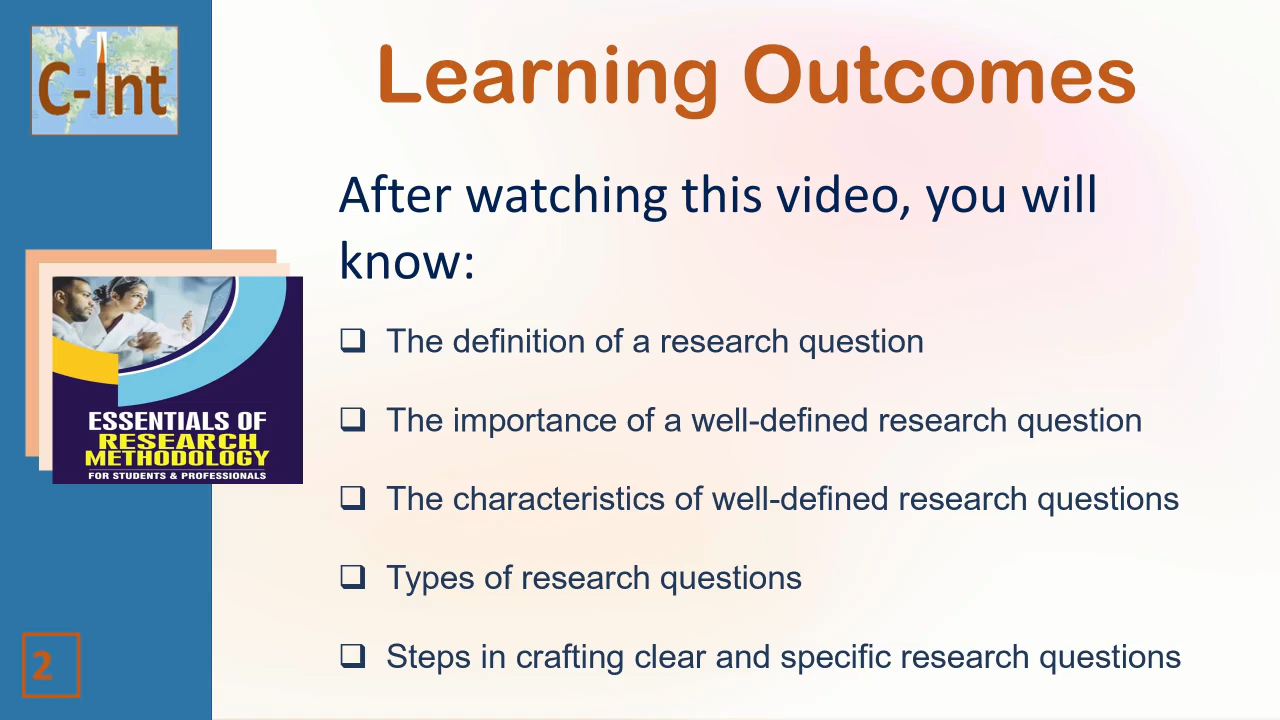 C-Int
Learning Outcomes
After watching this video, you will
know:
The definition of a research question
The importance of a well-defined research question
The characteristics of well-defined research questions
Types of research questions
Steps in crafting clear and specific research questions
ESSENTIALS OF
RESEARCH
METHODOLOGY
FOR STUDENTS & PROFESSIONALS
2